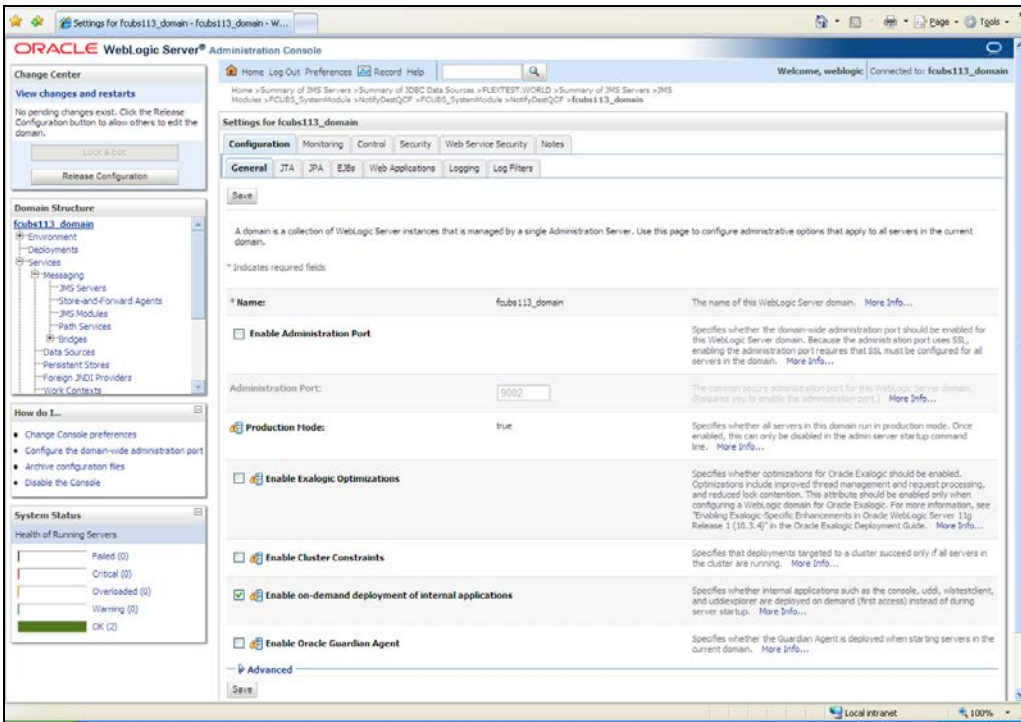 Settings for fcubs113_domain - fcubs113_domain - W...
Page
Tools
ORACLE WebLogic Server® Administration Console
Change Center
View changes and restarts
No pending changes exist. Click the Release
Configuration button to allow others to edit the
domain.
Lock & Edit
Release Configuration
Domain Structure
fcubs113_domain
Environment
Deployments
Services
Messaging
JMS Servers
Store-and-Forward Agents
JMS Modules
Path Services
Bridges
Data Sources
Persistent Stores
Foreign JNDI Providers
Work Contexts
How do I...
Change Console preferences
Configure the domain-wide administration port
Archive configuration files
Disable the Console
System Status
Health of Running Servers
Failed (0)
Critical (0)
Overloaded (0)
Warning (0)
OK (2)
Home Log Out Preferences Record Help
Welcome, weblogic Connected to: fcubs113_domain
Home >Summary of JMS Servers >Summary of JDBC Data Sources >FLEXTEST.WORLD >Summary of JMS Servers >JMS
Modules >FCUBS_SystemModule >NotifyDestQCF >FCUBS_SystemModule >NotifyDestQCF >fcubs113_domain
Settings for fcubs113_domain
Configuration Monitoring Control Security Web Service Security Notes
General JTA JPA EJBs Web Applications Logging Log Filters
Save
A domain is a collection of WebLogic Server instances that is managed by a single Administration Server. Use this page to configure administrative options that apply to all servers in the current
domain.
* Indicates required fields
* Name: fcubs113_domain The name of this WebLogic Server domain. More Info...
Enable Administration Port
Specifies whether the domain-wide administration port should be enabled for
this WebLogic Server domain. Because the administration port uses SSL,
enabling the administration port requires that SSL must be configured for all
servers in the domain. More Info...
Administration Port: 9002
The common secure administration port for this WebLogic Server domain.
(Requires you to enable the administration port.) More Info...
Production Mode: true
Specifies whether all servers in this domain run in production mode. Once
enabled, this can only be disabled in the admin server startup command
line. More Info...
Enable Exalogic Optimizations
Specifies whether optimizations for Oracle Exalogic should be enabled.
Optimizations include improved thread management and request processing,
and reduced lock contention. This attribute should be enabled only when
configuring a WebLogic domain for Oracle Exalogic. For more information, see
"Enabling Exalogic-Specific Enhancements in Oracle WebLogic Server 11g
Release 1 (10.3.4)" in the Oracle Exalogic Deployment Guide. More Info...
Enable Cluster Constraints
Specifies that deployments targeted to a cluster succeed only if all servers in
the cluster are running. More Info...
Enable on-demand deployment of internal applications
Specifies whether internal applications such as the console, uddi, wlstestclient,
and uddiexplorer are deployed on demand (first access) instead of during
server startup. More Info...
Enable Oracle Guardian Agent
Specifies whether the Guardian Agent is deployed when starting servers in the
current domain. More Info...
Advanced
Save
Local intranet
100%